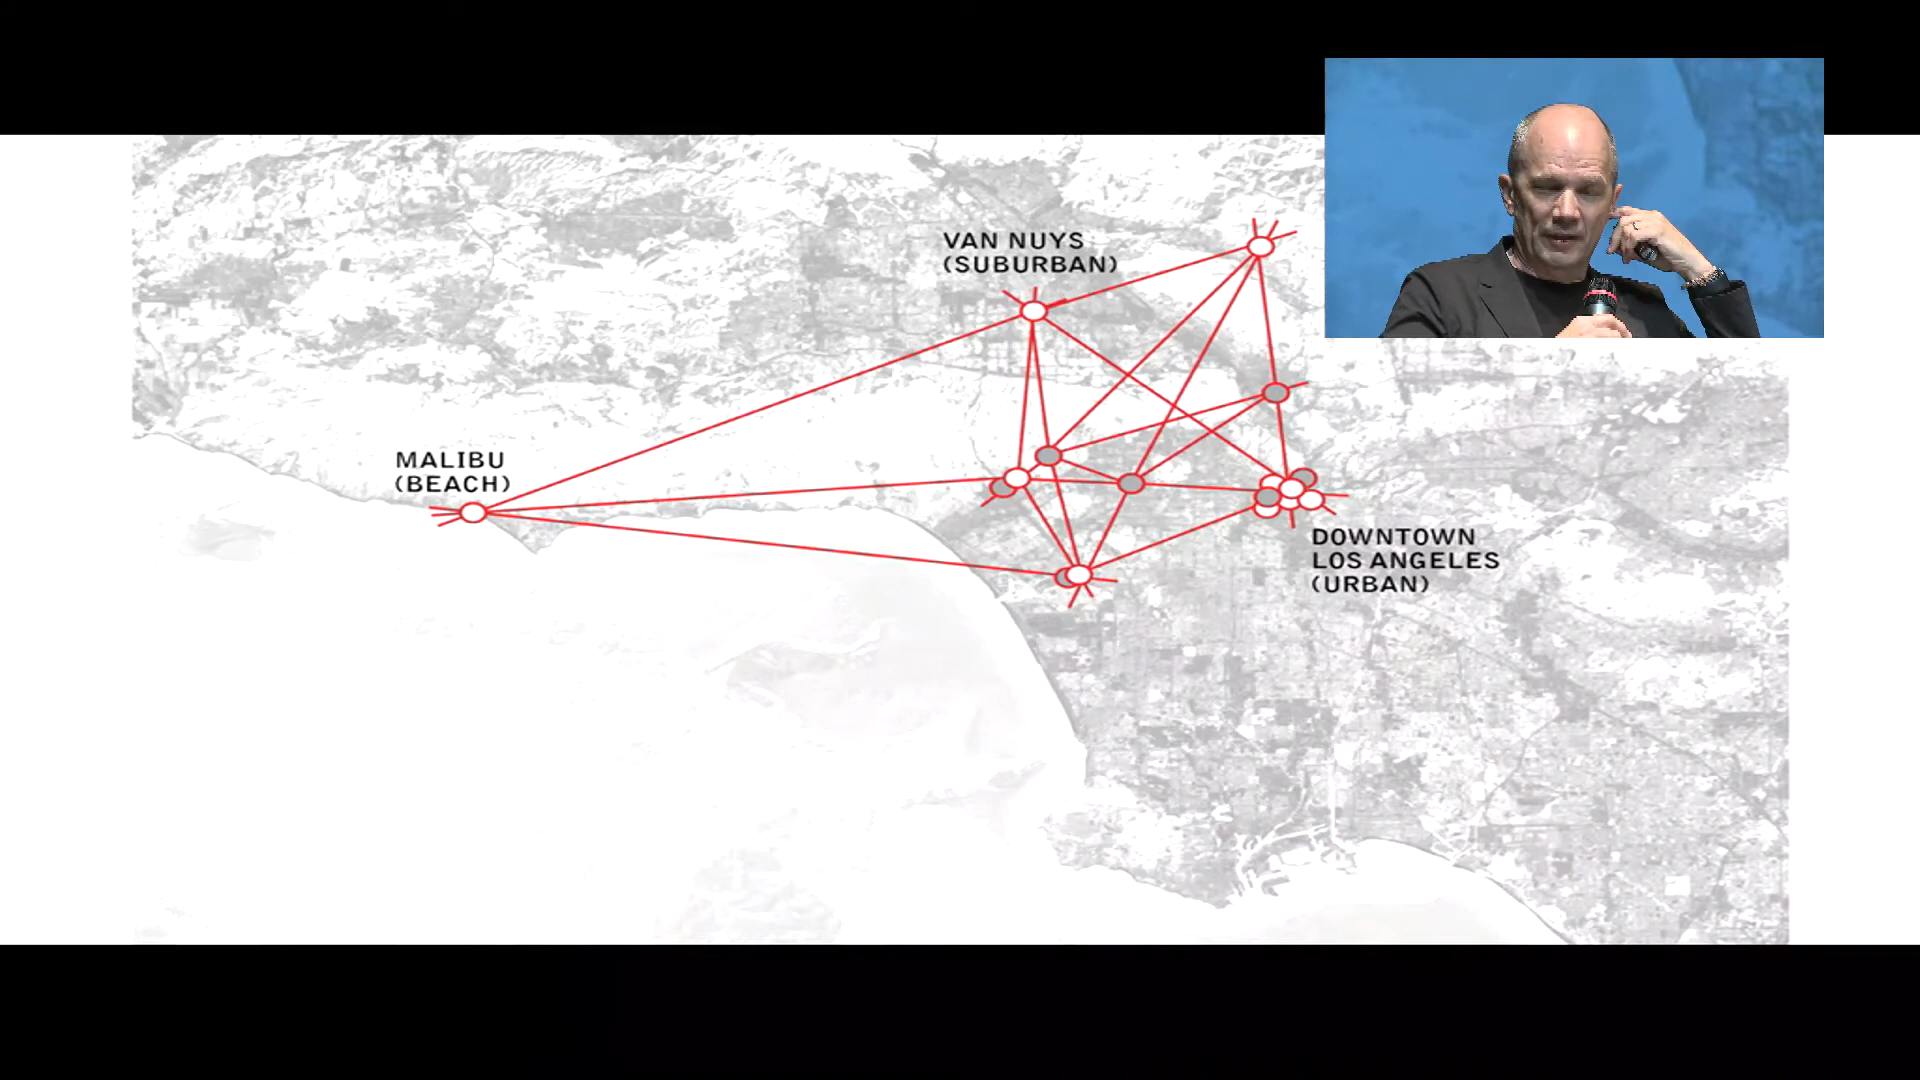 VAN NUYS
(SUBURBAN)
MALIBU
(BEACH)
DOWNTOWN
LOS ANGELES
(URBAN)